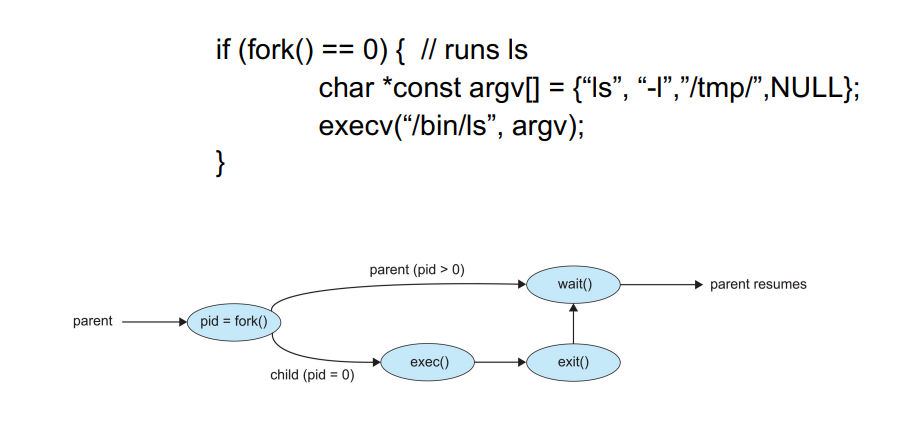 if (fork() == 0) {  // runs ls
char *const argv[] = {“ls”, “-l”,”/tmp/”,NULL};
execv(“/bin/ls”, argv);
}
parent (pid > 0)
wait()
parent resumes
parent
pid = fork()
exec()
exit()
child (pid = 0)